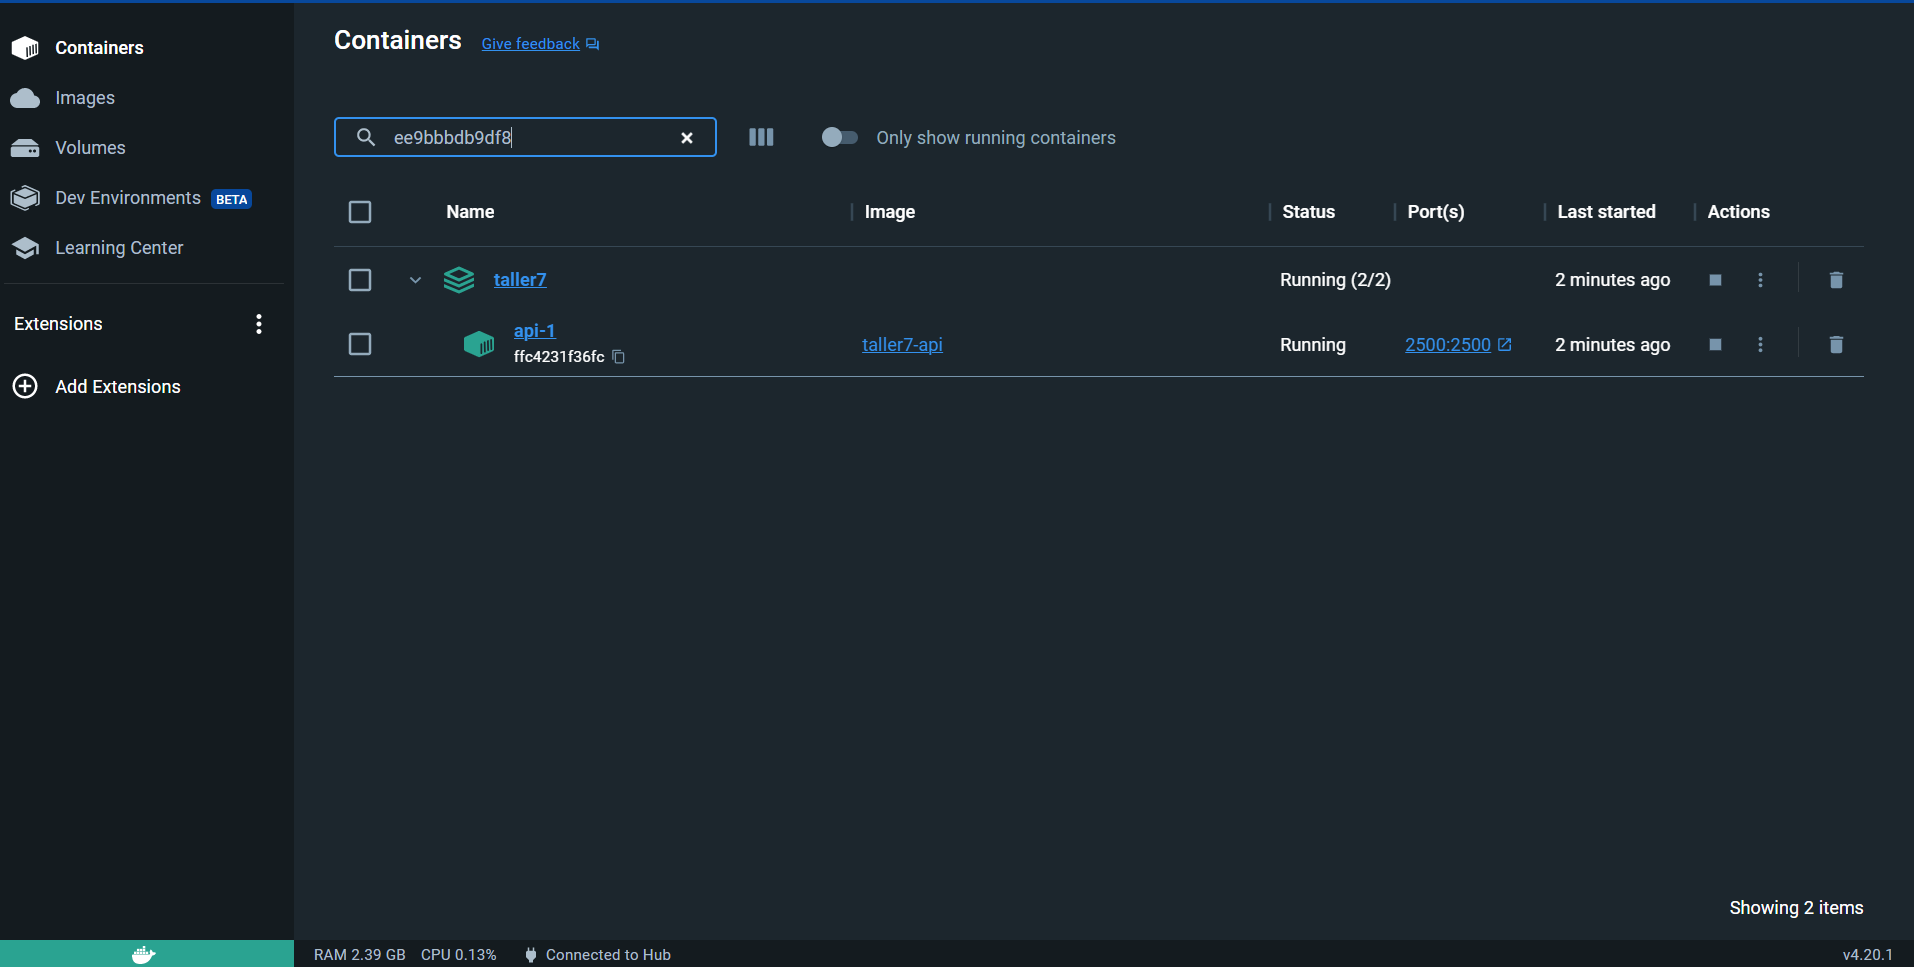 Containers
Images
Volumes
Dev Environments BETA
Learning Center
Extensions
Add Extensions
Containers Give feedback
ee9bbbdb9df8 Only show running containers
Name Image Status Port(s) Last started Actions
taller7 Running (2/2) 2 minutes ago
api-1
ffc4231f36fc taller7-api Running 2500:2500 2 minutes ago
Showing 2 items
RAM 2.39 GB CPU 0.13% Connected to Hub v4.20.1